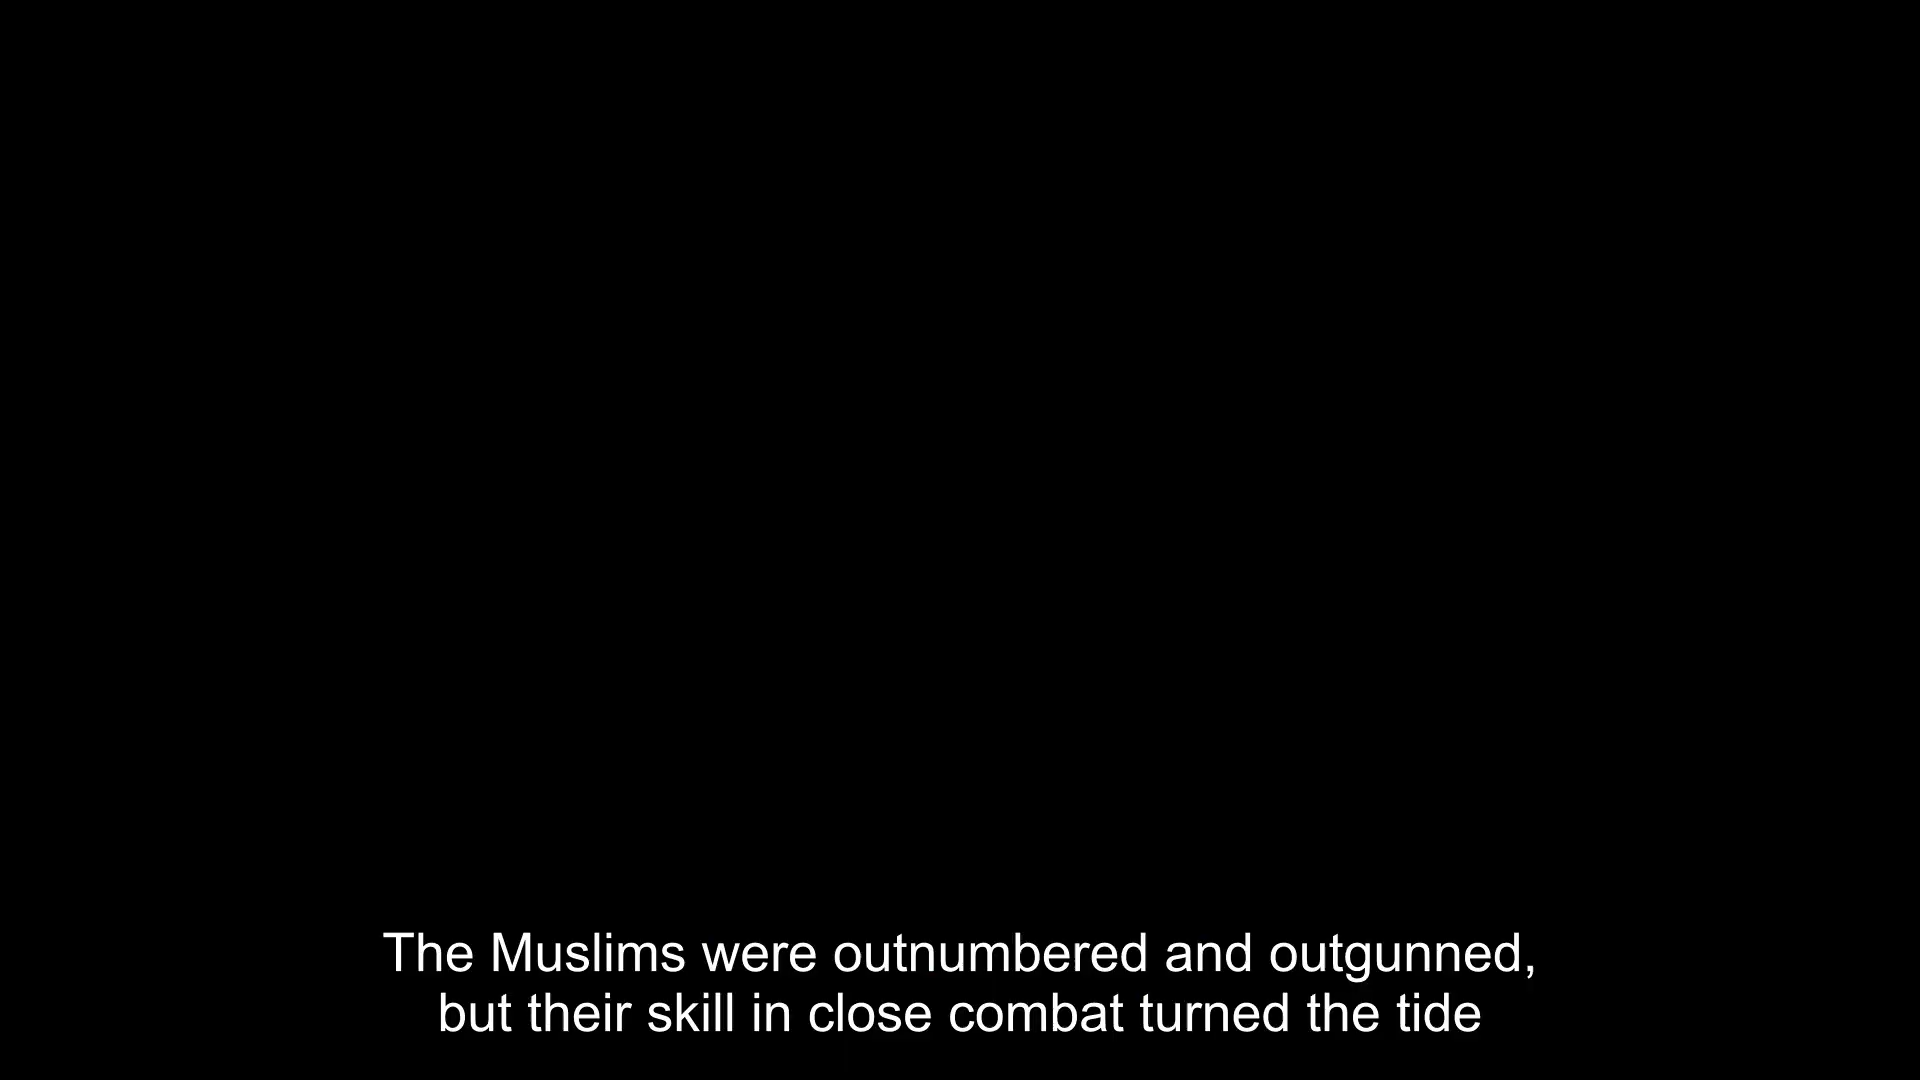 The Muslims were outnumbered and outgunned,
but their skill in close combat turned the tide